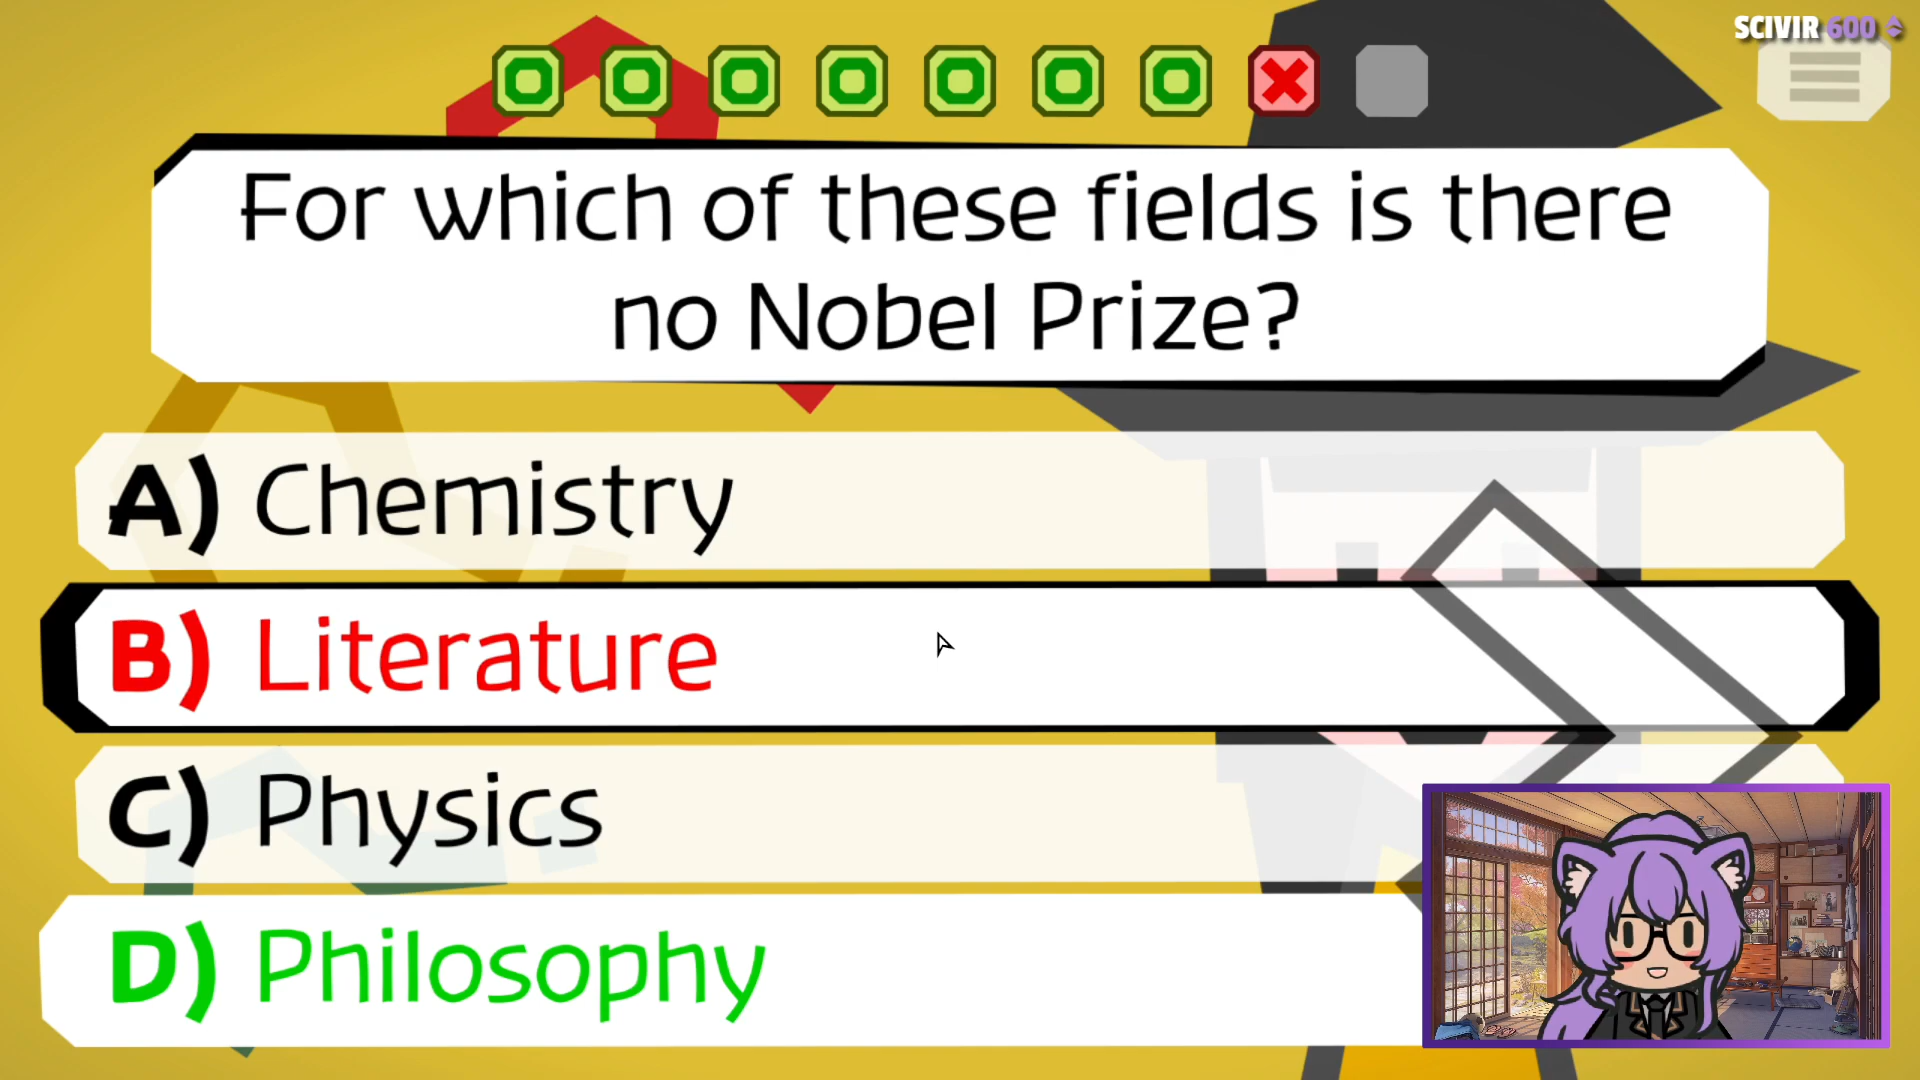 SCIVIR 600
For which of these fields is there
no Nobel Prize?
A) Chemistry
B) Literature
C) Physics
D) Philosophy